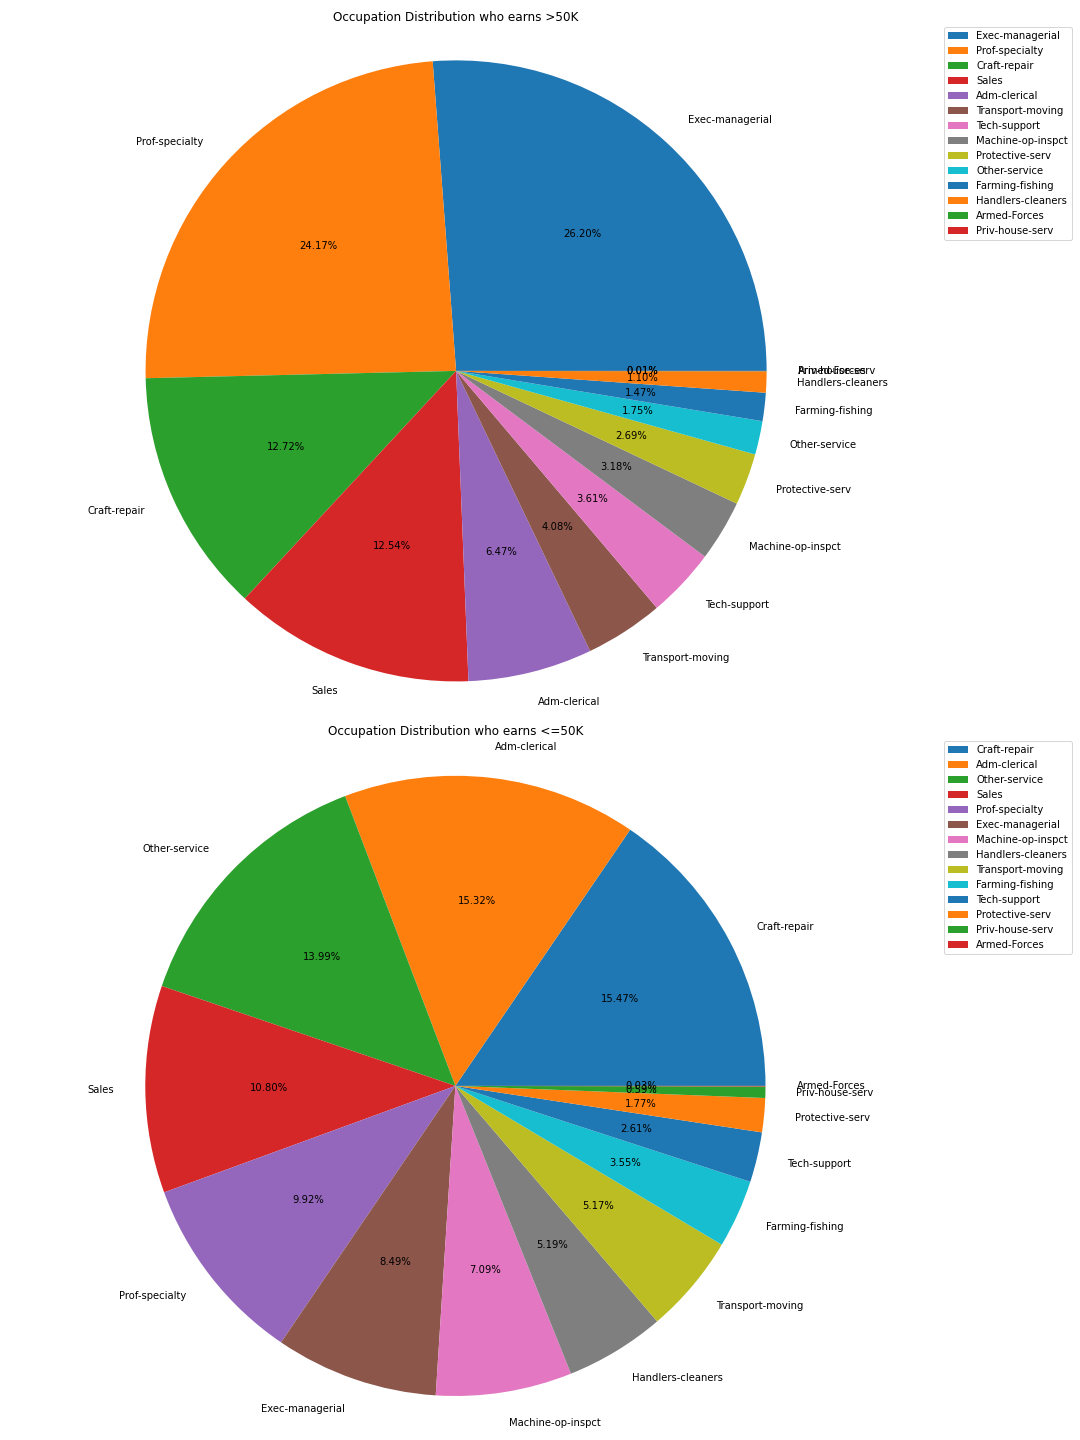 Occupation Distribution who earns >50K
Exec-managerial
Prof-specialty
Craft-repair
Sales
Adm-clerical
Transport-moving
Tech-support
Machine-op-inspct
Protective-serv
Other-service
Farming-fishing
Handlers-cleaners
Armed-Forces
Priv-house-serv
Exec-managerial
Prof-specialty
26.20%
24.17%
0.01%
1.10%
Priv-house-serv
Handlers-cleaners
1.47%
Farming-fishing
1.75%
Other-service
2.69%
12.72%
3.18%
Protective-serv
3.61%
Craft-repair
4.08%
12.54%
6.47%
Machine-op-inspct
Tech-support
Transport-moving
Sales
Adm-clerical
Occupation Distribution who earns <=50K
Adm-clerical
Craft-repair
Adm-clerical
Other-service
Sales
Prof-specialty
Exec-managerial
Machine-op-inspct
Handlers-cleaners
Transport-moving
Farming-fishing
Tech-support
Protective-serv
Priv-house-serv
Armed-Forces
Other-service
15.32%
Craft-repair
13.99%
15.47%
Sales
10.80%
0.03%
Armed-Forces
0.59%
Priv-house-serv
1.77%
Protective-serv
2.61%
3.55%
Tech-support
9.92%
5.17%
Farming-fishing
5.19%
8.49%
7.09%
Prof-specialty
Transport-moving
Handlers-cleaners
Exec-managerial
Machine-op-inspct